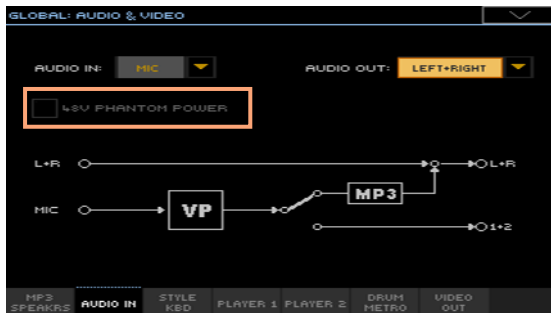 GLOBAL: AUDIO & VIDEO
AUDIO IN: MIC AUDIO OUT: LEFT+RIGHT
48V PHANTOM POWER
L+R L+R
MP3
MIC VP
1+2
MP3 SPEAKRS AUDIO IN STYLE KBD PLAYER 1 PLAYER 2 DRUM METRO VIDEO OUT